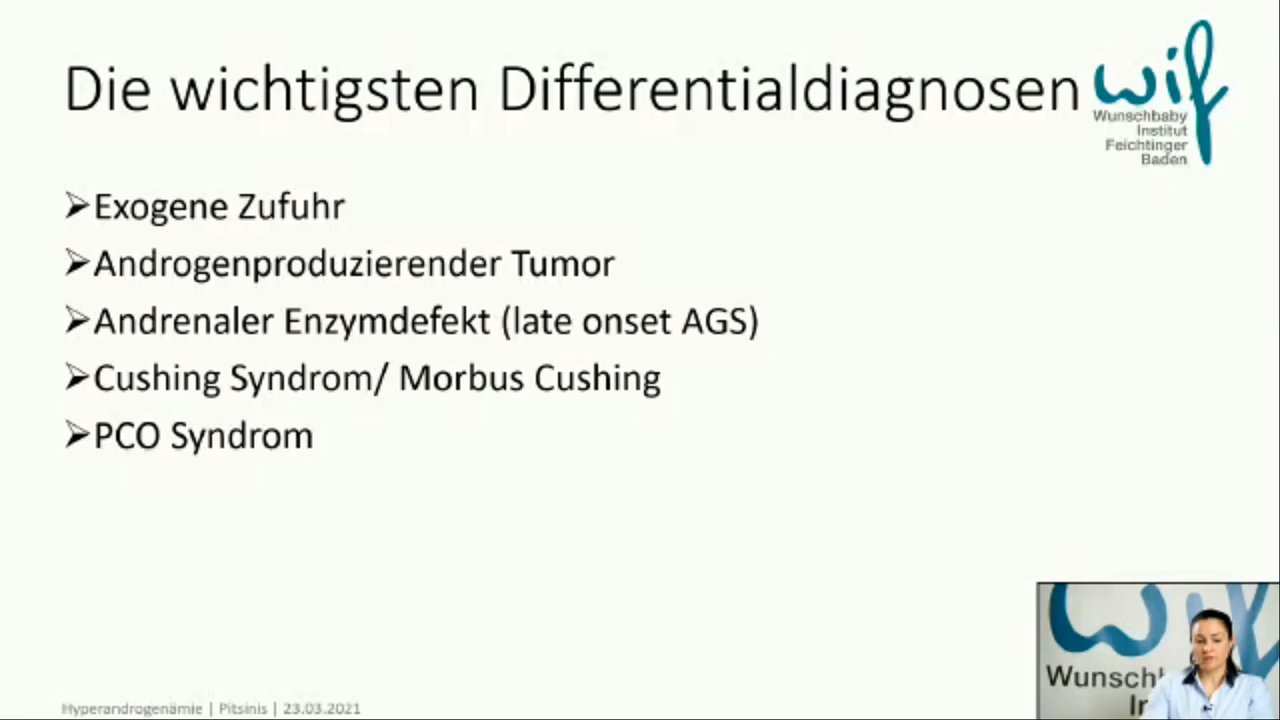 Die wichtigsten Differentialdiagnosen
wif
Wunschbaby
Institut
Feichtinger
Baden
➢Exogene Zufuhr
➢Androgenproduzierender Tumor
➢Andrenaler Enzymdefekt (late onset AGS)
➢Cushing Syndrom/ Morbus Cushing
➢PCO Syndrom
Hyperandrogenämie | Pitsinis | 23.03.2021